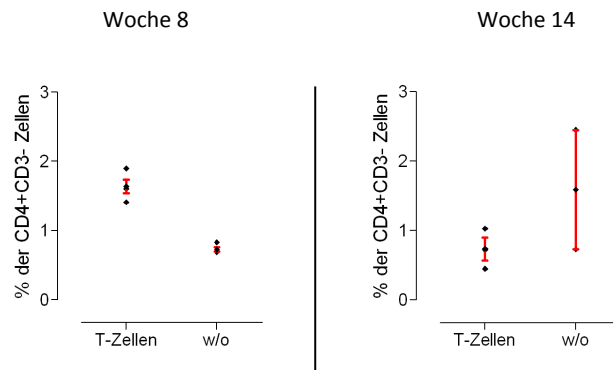 Woche 8
% der CD4+CD3- Zellen
3
2
1
0
T-Zellen
w/o
Woche 14
% der CD4+CD3- Zellen
3
2
1
0
T-Zellen
w/o